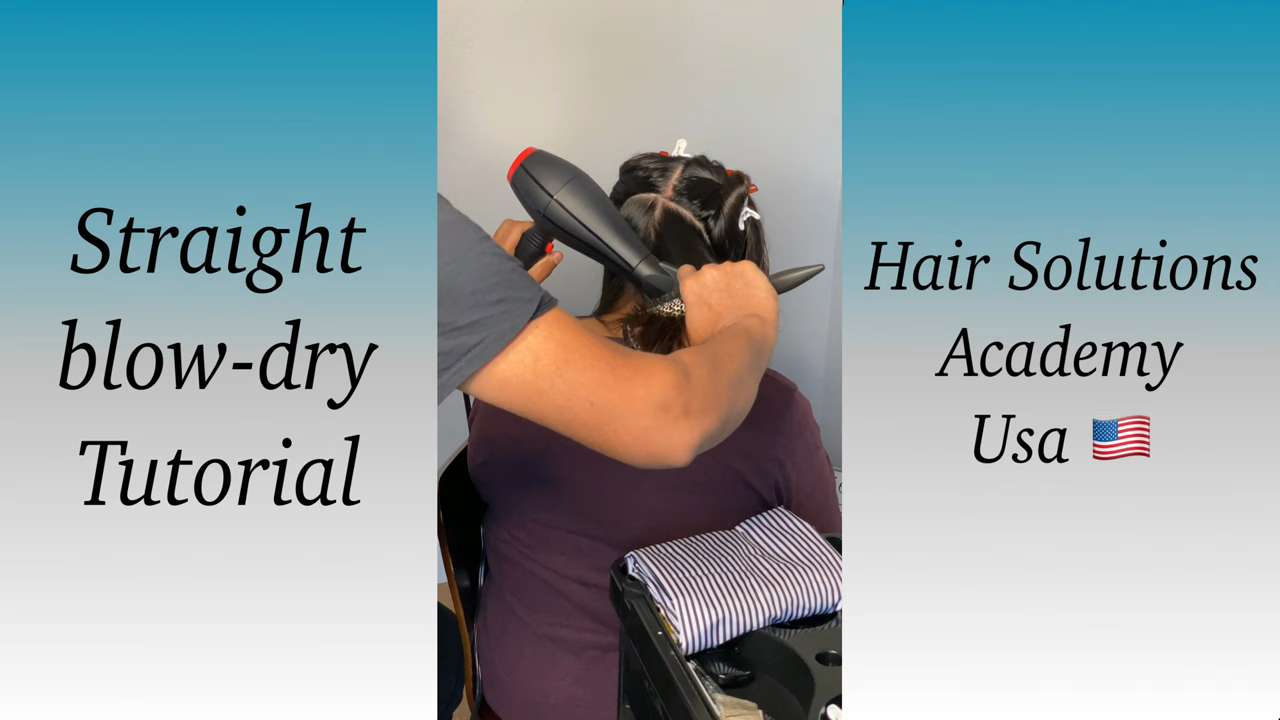 Straight
blow-dry
Tutorial
Hair Solutions
Academy
Usa 🇺🇸